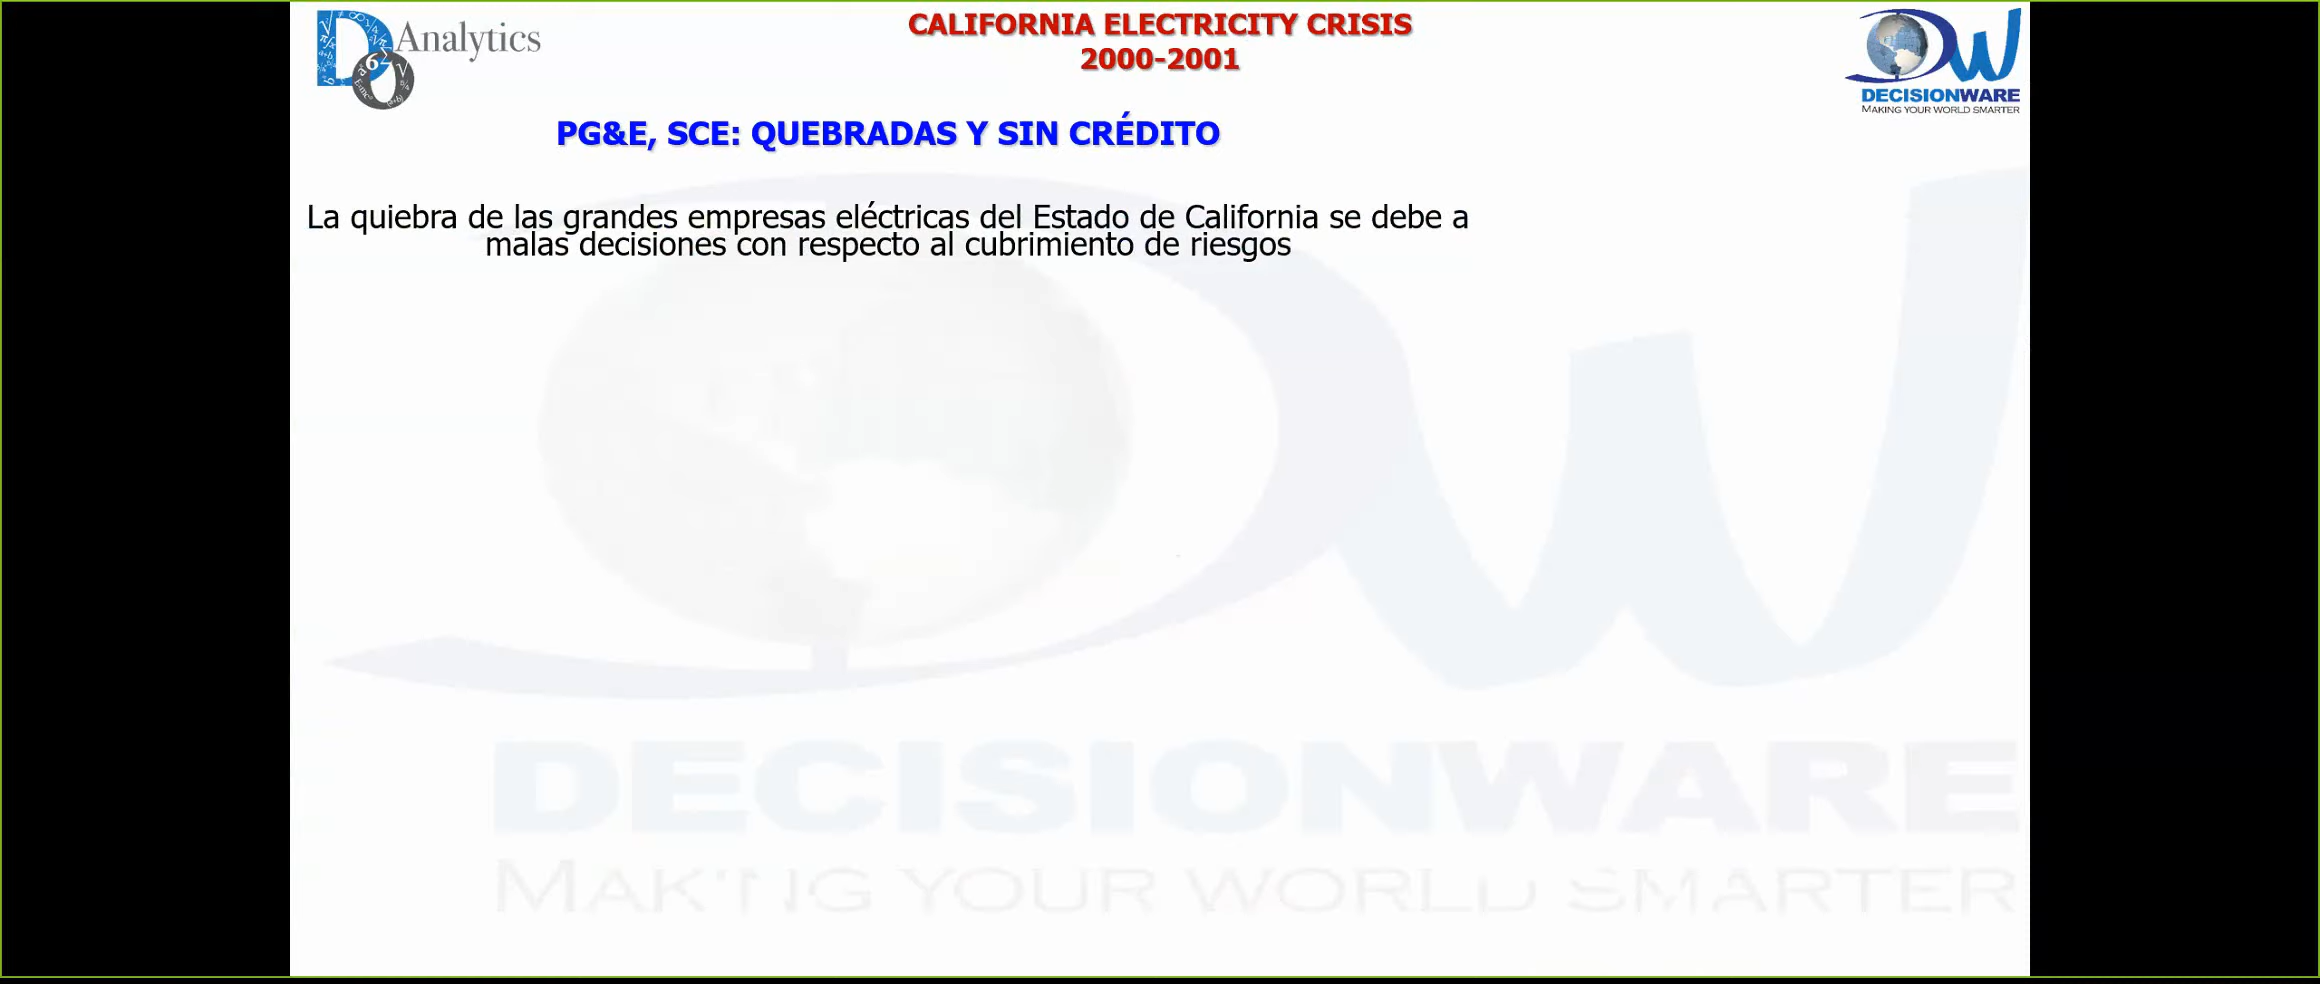 Analytics
CALIFORNIA ELECTRICITY CRISIS
2000-2001
DECISIONWARE
MAKING YOUR WORLD SMARTER
PG&E, SCE: QUEBRADAS Y SIN CRÉDITO
La quiebra de las grandes empresas eléctricas del Estado de California se debe a
malas decisiones con respecto al cubrimiento de riesgos
DECISIONWARE
MAKING YOUR WORLD SMARTER